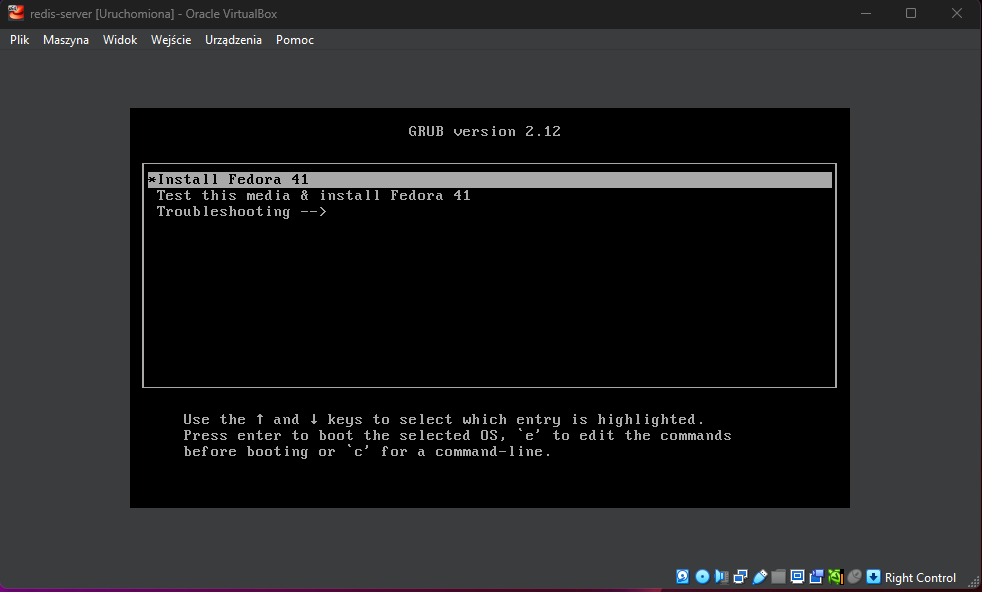 redis-server [Uruchomiona] - Oracle VirtualBox
Plik Maszyna Widok Wejście Urządzenia Pomoc
GRUB version 2.12
*Install Fedora 41
Test this media & install Fedora 41
Troubleshooting -->
Use the ↑ and ↓ keys to select which entry is highlighted.
Press enter to boot the selected OS, `e' to edit the commands
before booting or `c' for a command-line.
Right Control